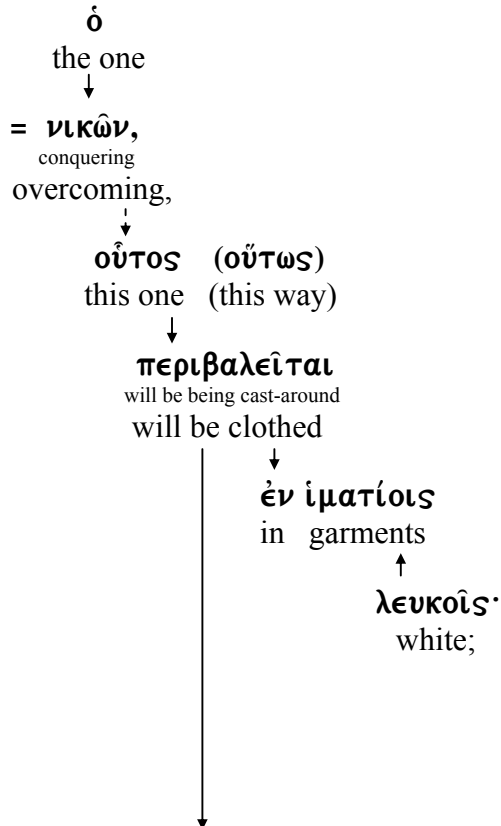 ὁ
the one
= νικῶν,
conquering
overcoming,
οὗτος (οὕτως)
this one (this way)
περιβαλεῖται
will be being cast-around
will be clothed
ἐν ἱματίοις
in garments
λευκοῖς·
white;